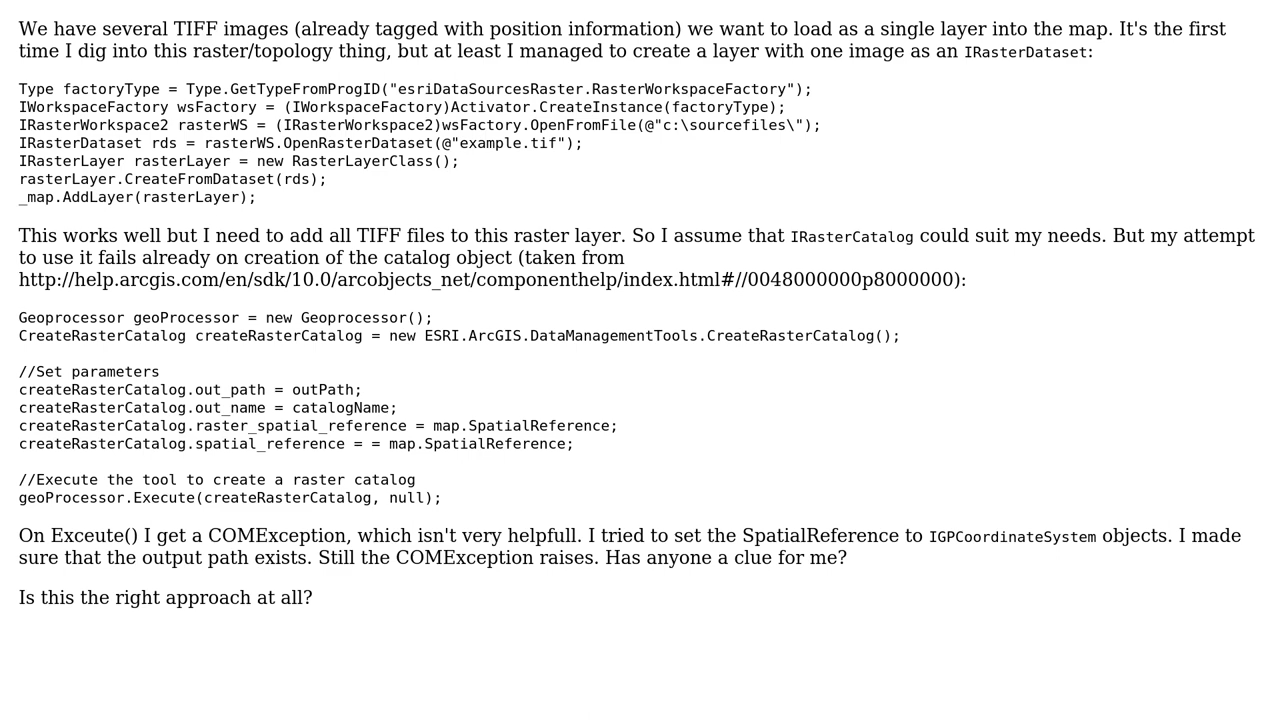 We have several TIFF images (already tagged with position information) we want to load as a single layer into the map. It's the first
time I dig into this raster/topology thing, but at least I managed to create a layer with one image as an IRasterDataset:
Type factoryType = Type.GetTypeFromProgID("esriDataSourcesRaster.RasterWorkspaceFactory");
IWorkspaceFactory wsFactory = (IWorkspaceFactory)Activator.CreateInstance(factoryType);
IRasterWorkspace2 rasterWS = (IRasterWorkspace2)wsFactory.OpenFromFile(@"c:\sourcefiles\");
IRasterDataset rds = rasterWS.OpenRasterDataset(@"example.tif");
IRasterLayer rasterLayer = new RasterLayerClass();
rasterLayer.CreateFromDataset(rds);
_map.AddLayer(rasterLayer);
This works well but I need to add all TIFF files to this raster layer. So I assume that IRasterCatalog could suit my needs. But my attempt
to use it fails already on creation of the catalog object (taken from
http://help.arcgis.com/en/sdk/10.0/arcobjects_net/componenthelp/index.html#//0048000000p8000000):
Geoprocessor geoProcessor = new Geoprocessor();
CreateRasterCatalog createRasterCatalog = new ESRI.ArcGIS.DataManagementTools.CreateRasterCatalog();
//Set parameters
createRasterCatalog.out_path = outPath;
createRasterCatalog.out_name = catalogName;
createRasterCatalog.raster_spatial_reference = map.SpatialReference;
createRasterCatalog.spatial_reference = = map.SpatialReference;
//Execute the tool to create a raster catalog
geoProcessor.Execute(createRasterCatalog, null);
On Exceute() I get a COMException, which isn't very helpfull. I tried to set the SpatialReference to IGPCoordinateSystem objects. I made
sure that the output path exists. Still the COMException raises. Has anyone a clue for me?
Is this the right approach at all?